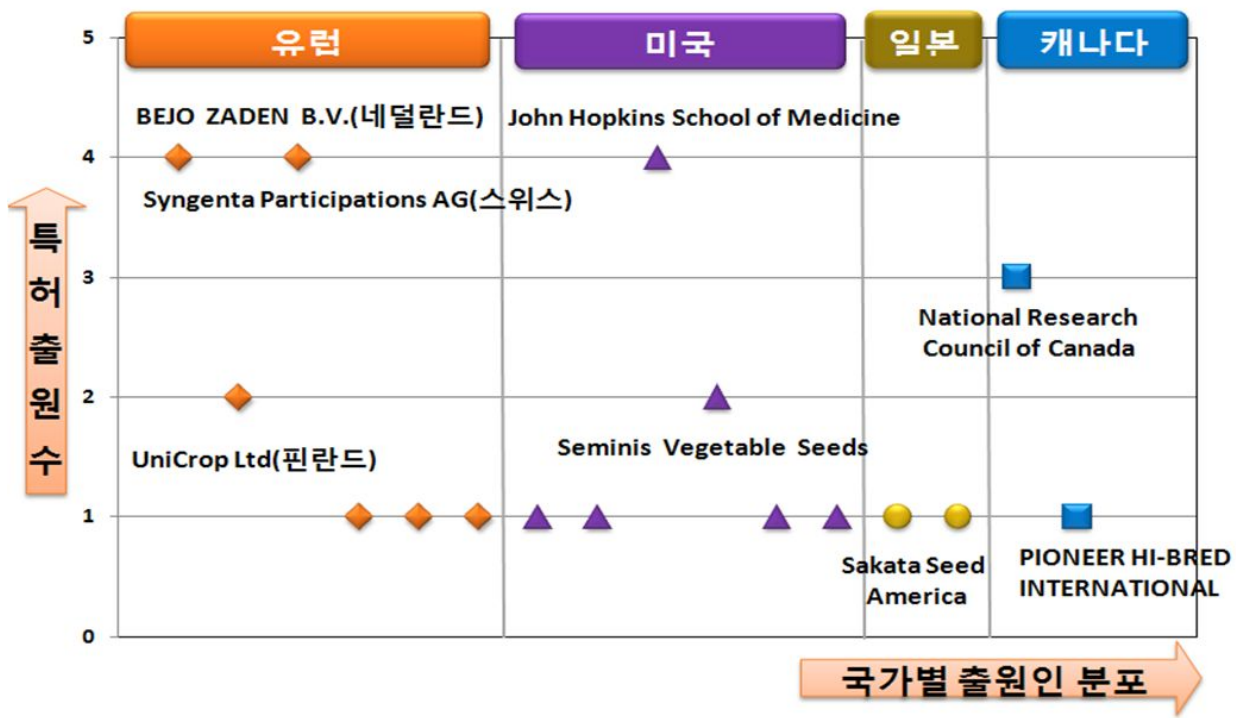 유럽
미국
일본
캐나다
5
4
3
2
1
0
특허출원수
BEJO ZADEN B.V.(네덜란드)
John Hopkins School of Medicine
Syngenta Participations AG(스위스)
National Research
Council of Canada
UniCrop Ltd(핀란드)
Seminis Vegetable Seeds
Sakata Seed
America
PIONEER HI-BRED
INTERNATIONAL
국가별 출원인 분포